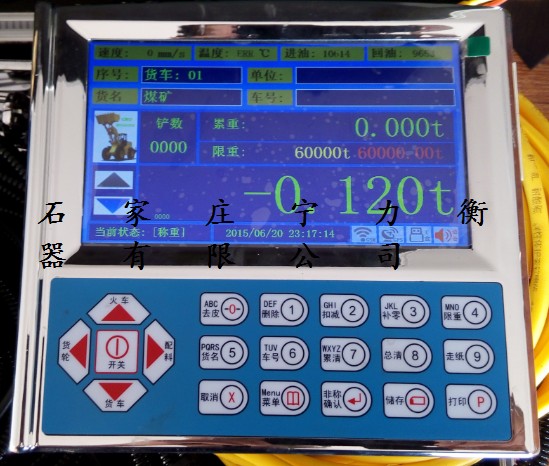 速度: 0 mm/s 温度: ERR ℃ 进油: 10614 回油: 9663
序号: 货车: 01 单位:
货名 煤矿 车号:
铲数 累重: 0.000t
0000 限重: 60000t 60000.00t
-0.120t
0000
当前状态: [称重] 2015/06/20 23:17:14
石家庄宁力衡
器有限公司
火车 ABC 去皮 -0- DEF 删除 1 GHI 扣减 2 JKL 补零 3 MNO 限重 4
货轮 开关 配料 PQRS 货名 5 TUV 车号 6 WXYZ 累清 7 总清 8 走纸 9
货车 取消 X Menu 菜单 非称 确认 储存 打印 P